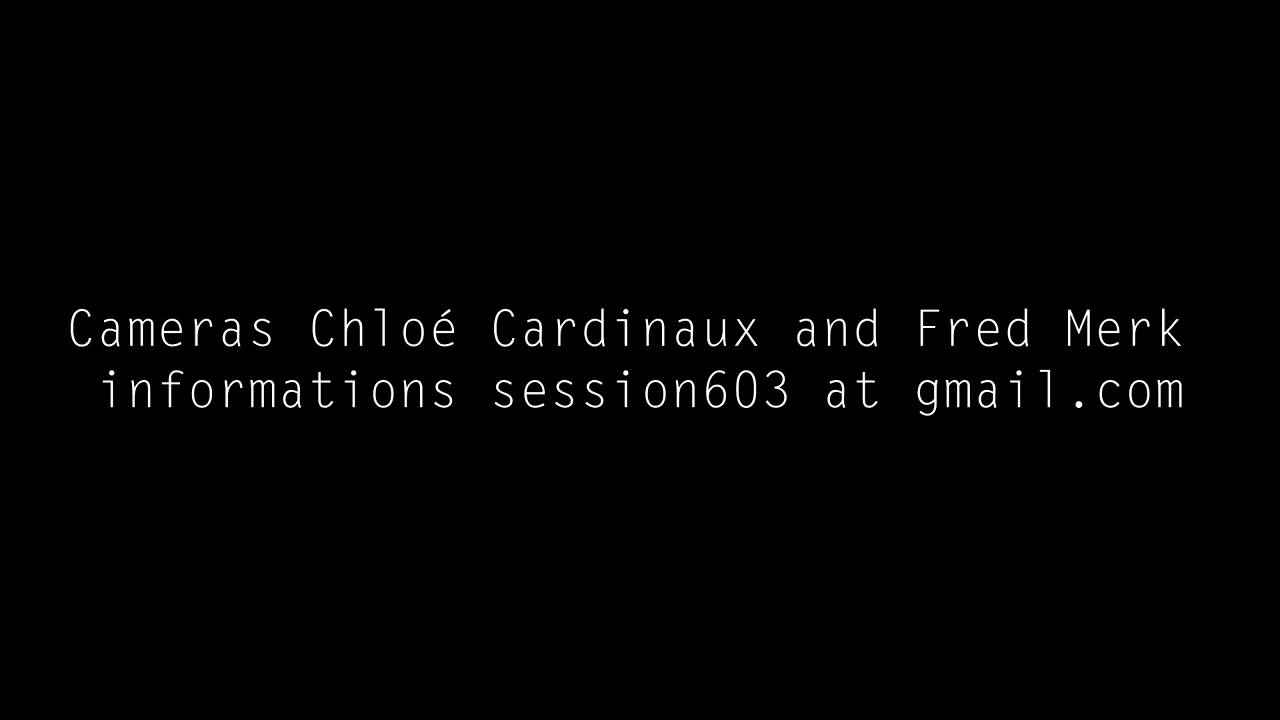 Cameras Chloé Cardinaux and Fred Merk
informations session603 at gmail.com